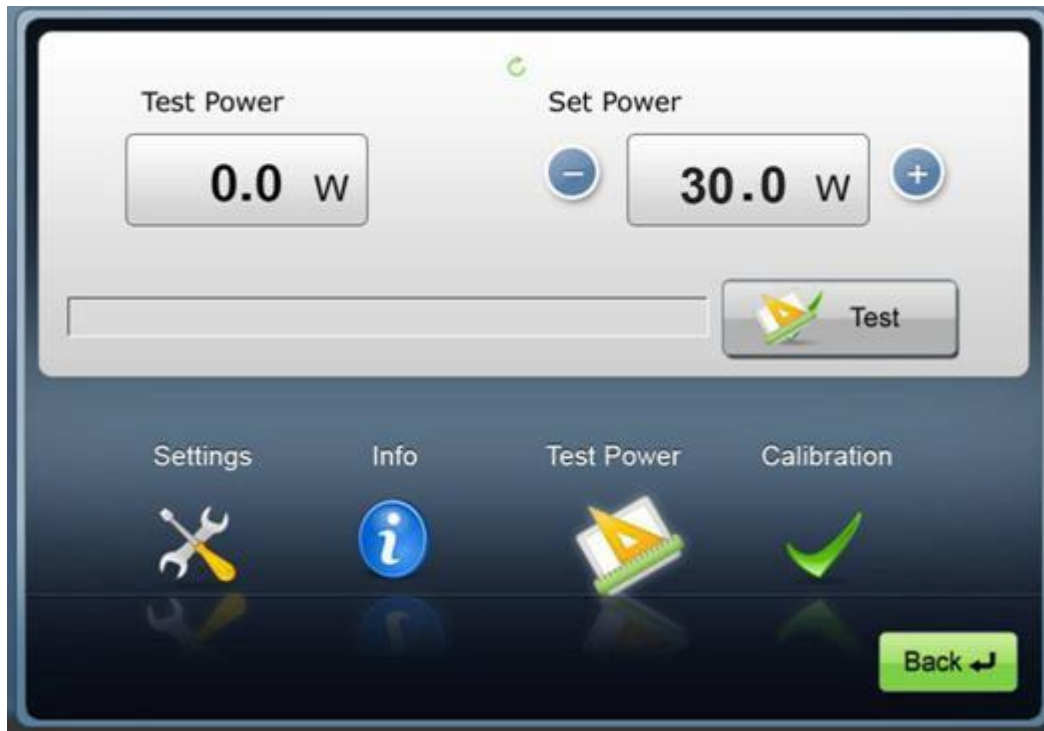 Test Power Set Power
0.0 W − 30.0 W +
Test
Settings Info Test Power Calibration
Back